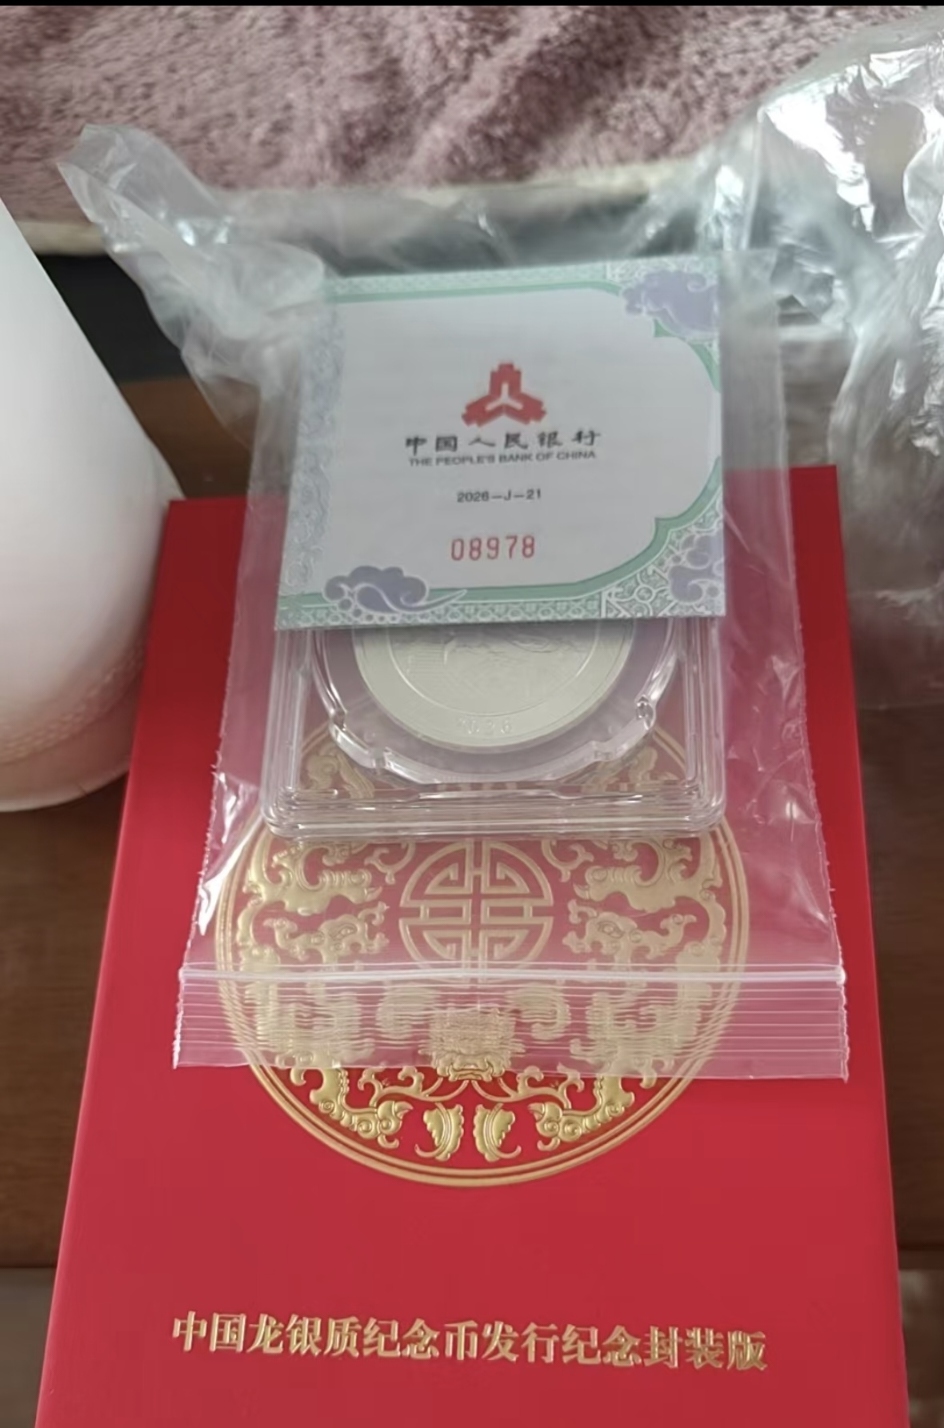 中国人民银行
THE PEOPLE'S BANK OF CHINA
2026-J-21
08978
2026
中国龙银质纪念币发行纪念封装版